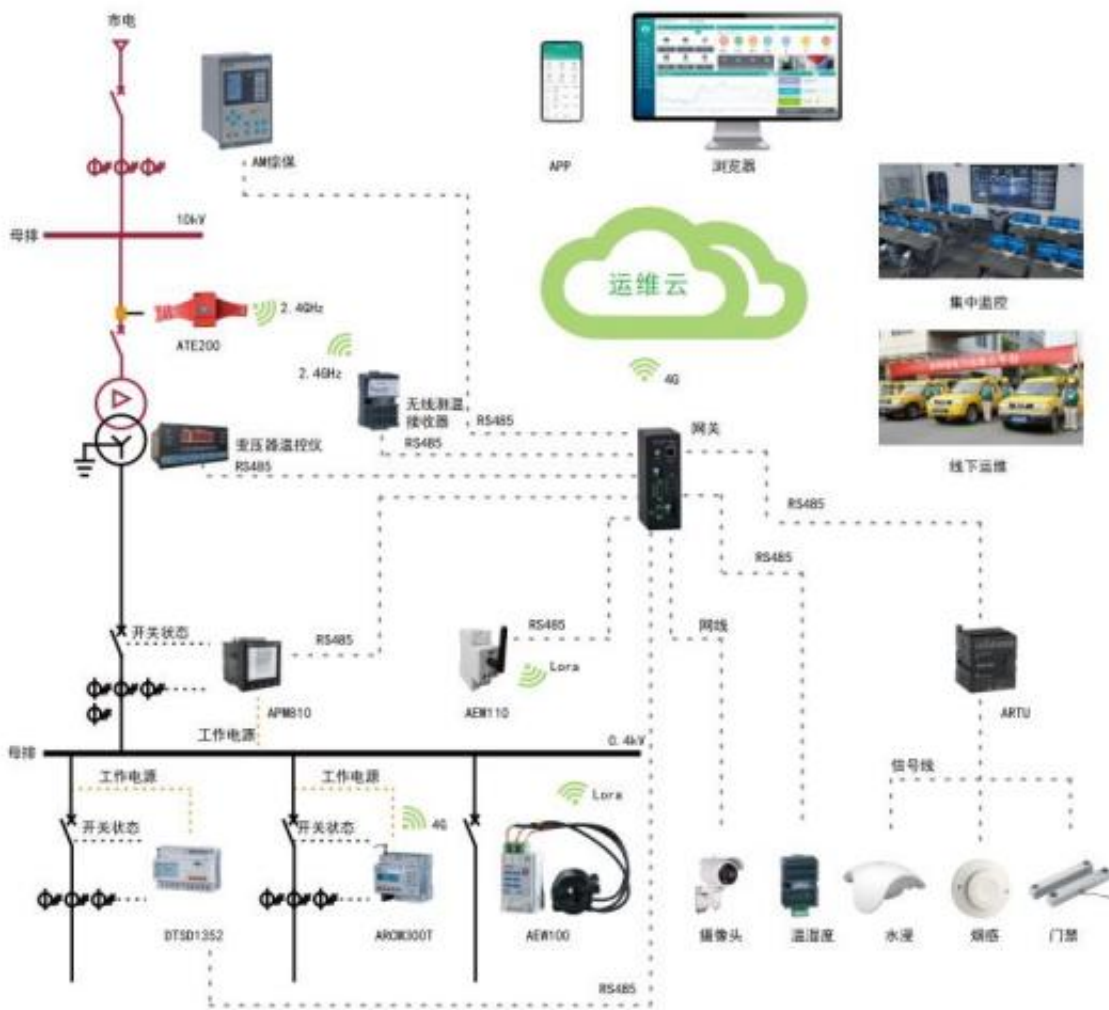 市电
AM综保
APP
浏览器
10kV
母排
运维云
集中监控
2.4GHz
ATE200
2.4GHz
4G
无线测温
接收器
RS485
网关
RS485
变压器温控仪
RS485
线下运维
RS485
RS485
开关状态
RS485
RS485
网线
Lora
APM810
AEW110
ARTU
工作电源
0.4kV
母排
信号线
工作电源
工作电源
Lora
开关状态
开关状态
4G
DTSD1352
ARCM300T
AEW100
摄像头
温湿度
水浸
烟感
门禁
RS485